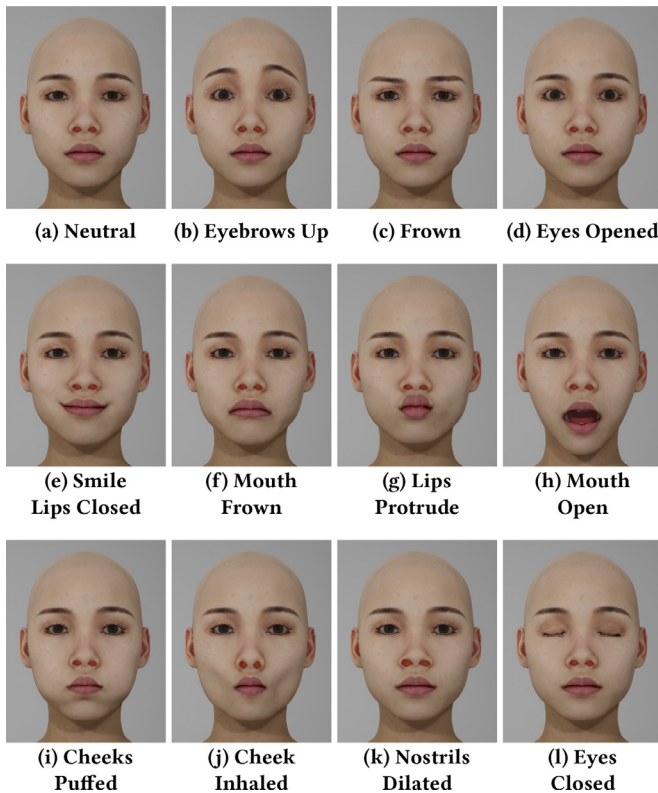 (a) Neutral
(b) Eyebrows Up
(c) Frown
(d) Eyes Opened
(e) Smile
Lips Closed
(f) Mouth
Frown
(g) Lips
Protrude
(h) Mouth
Open
(i) Cheeks
Puffed
(j) Cheek
Inhaled
(k) Nostrils
Dilated
(l) Eyes
Closed